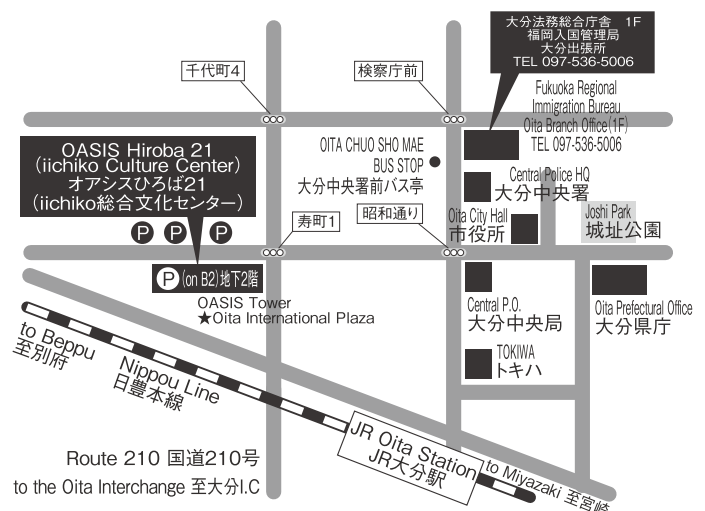 大分法務総合庁舎 1F
福岡入国管理局
大分出張所
TEL 097-536-5006
千代町4
検察庁前
Fukuoka Regional
Immigration Bureau
Oita Branch Office(1F)
TEL 097-536-5006
OASIS Hiroba 21
(iichiko Culture Center)
オアシスひろば21
(iichiko総合文化センター)
OITA CHUO SHO MAE
BUS STOP
大分中央署前バス亭
Central Police HQ
大分中央署
Oita City Hall
市役所
Joshi Park
城址公園
寿町1
昭和通り
P P P
P (on B2)地下2階
OASIS Tower
★Oita International Plaza
Central P.O.
大分中央局
Oita Prefectural Office
大分県庁
TOKIWA
トキハ
to Beppu
至別府
Nippou Line
日豊本線
JR Oita Station
JR大分駅
to Miyazaki 至宮崎
Route 210 国道210号
to the Oita Interchange 至大分I.C